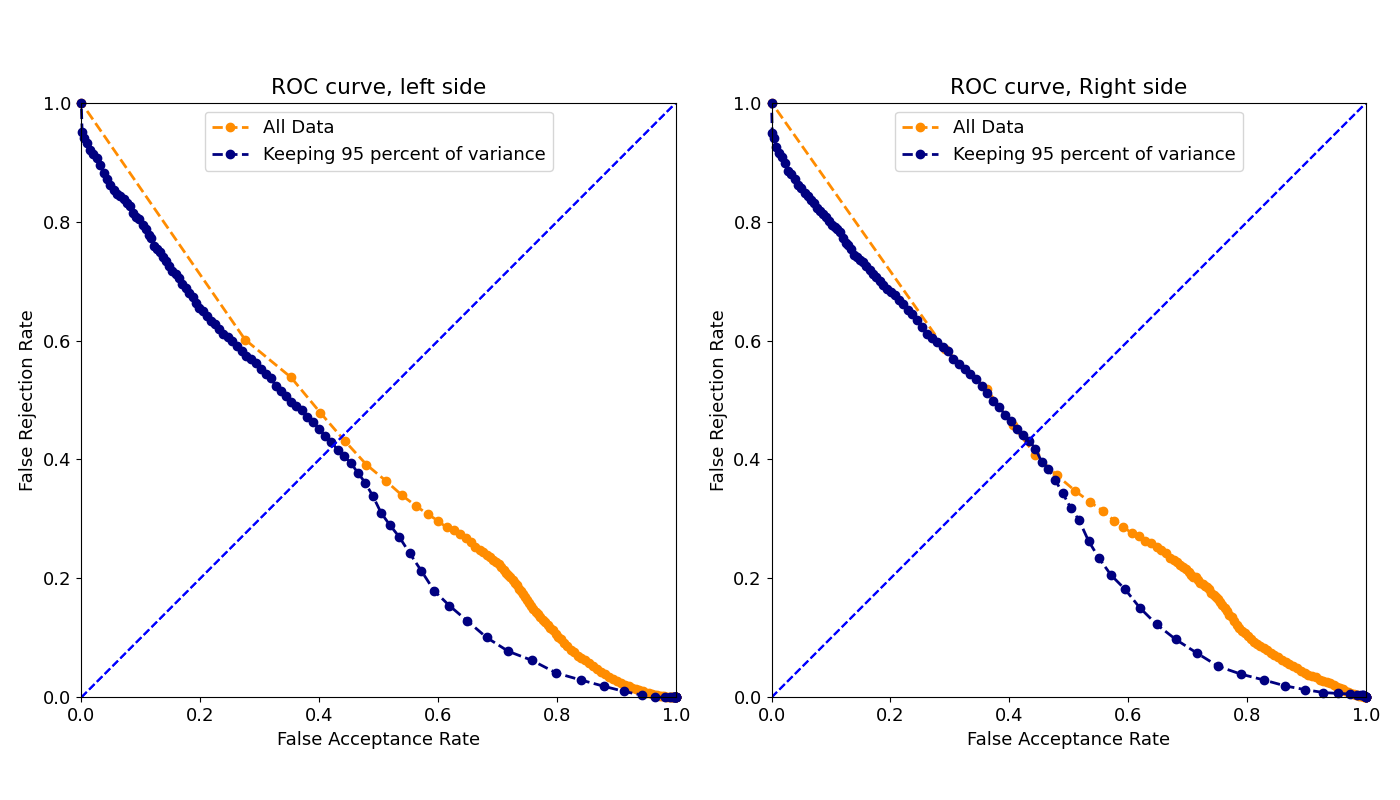 ROC curve, left side
All Data
Keeping 95 percent of variance
False Rejection Rate
1.0
0.8
0.6
0.4
0.2
0.0
0.0 0.2 0.4 0.6 0.8 1.0
False Acceptance Rate
ROC curve, Right side
All Data
Keeping 95 percent of variance
False Rejection Rate
1.0
0.8
0.6
0.4
0.2
0.0
0.0 0.2 0.4 0.6 0.8 1.0
False Acceptance Rate